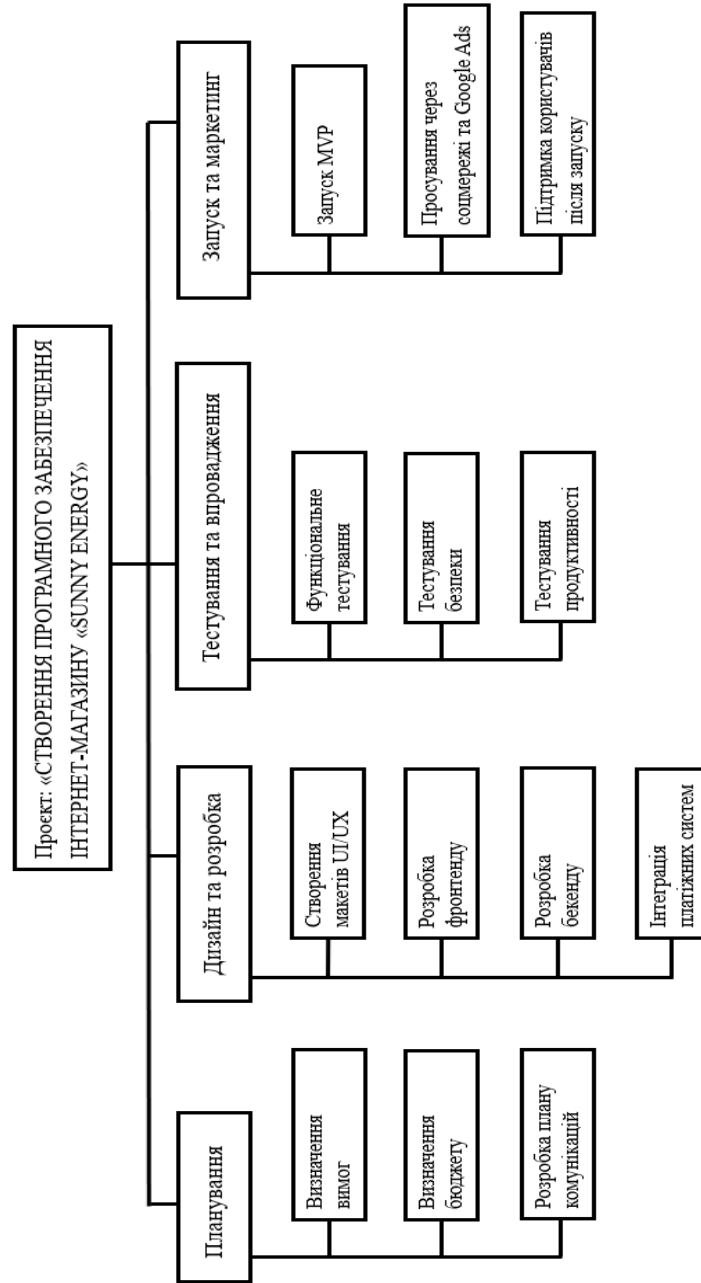 Проєкт: «СТВОРЕННЯ ПРОГРАМНОГО ЗАБЕЗПЕЧЕННЯ
ІНТЕРНЕТ-МАГАЗИНУ «SUNNY ENERGY»
Планування
Визначення
вимог
Визначення
бюджету
Розробка плану
комунікацій
Дизайн та розробка
Створення
макетів UI/UX
Розробка
фронтенду
Розробка
бекенду
Інтеграція
платіжних систем
Тестування та впровадження
Функціональне
тестування
Тестування
безпеки
Тестування
продуктивності
Запуск та маркетинг
Запуск MVP
Просування через
соцмережі та Google Ads
Підтримка користувачів
після запуску